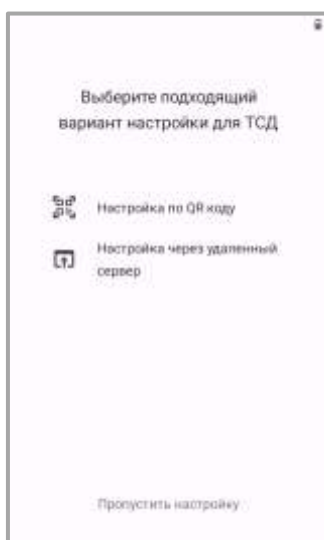 Выберите подходящий
вариант настройки для ТСД
Настройка по QR коду
Настройка через удаленный
сервер
Пропустить настройку